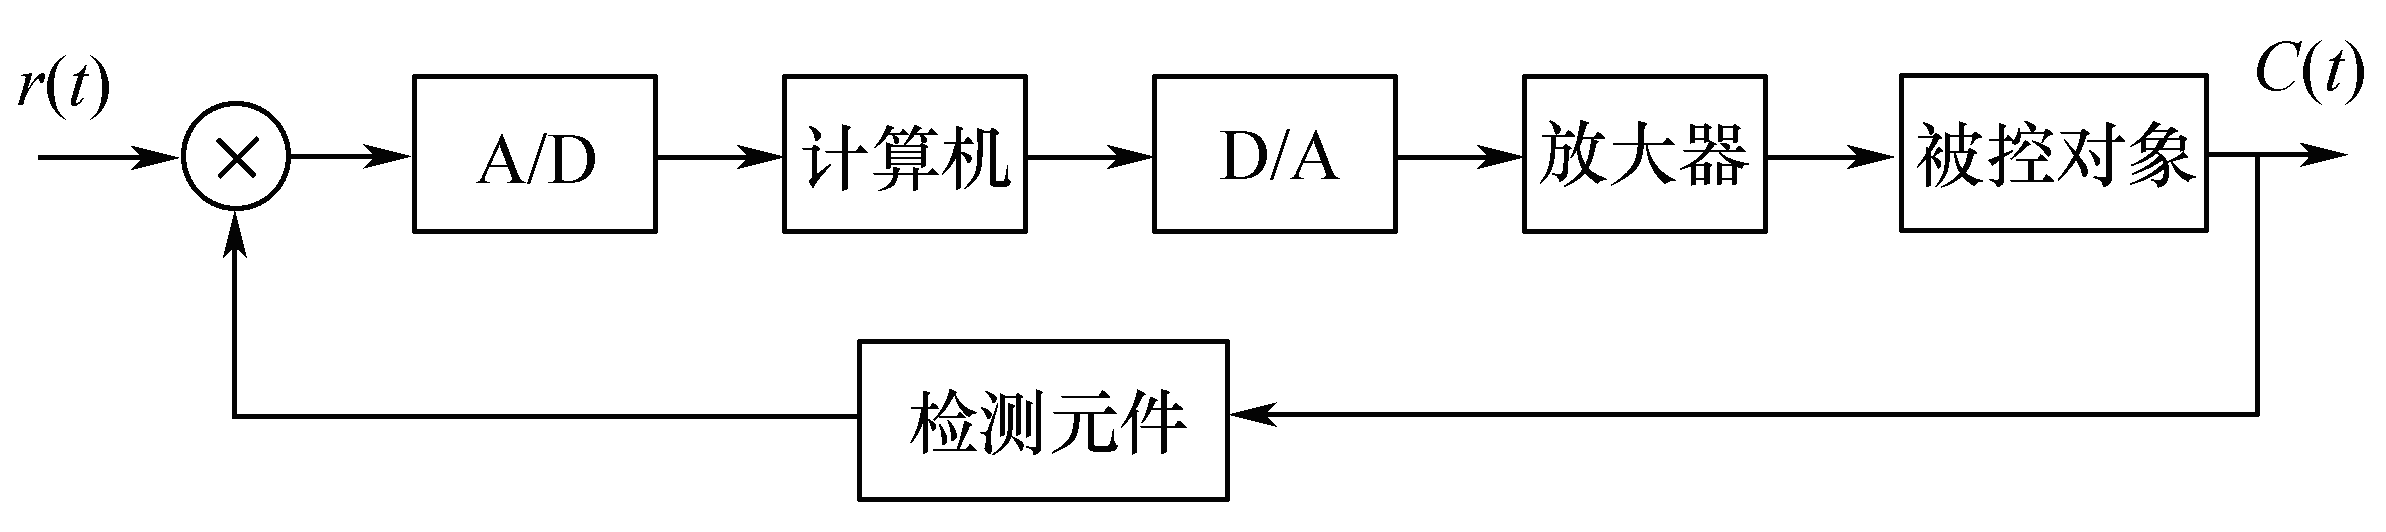 r(t)
A/D
计算机
D/A
放大器
被控对象
C(t)
检测元件